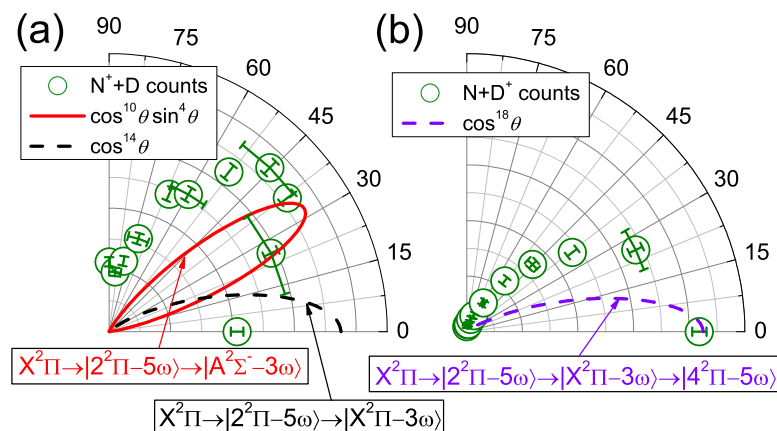 (a)
90
75
60
45
30
15
0
N⁺+D counts
cos¹⁰θ sin⁴θ
cos¹⁴θ
X²Π→|2²Π−5ω⟩→|A²Σ⁻−3ω⟩
X²Π→|2²Π−5ω⟩→|X²Π−3ω⟩
(b)
90
75
60
45
30
15
0
N+D⁺ counts
cos¹⁸θ
X²Π→|2²Π−5ω⟩→|X²Π−3ω⟩→|4²Π−5ω⟩